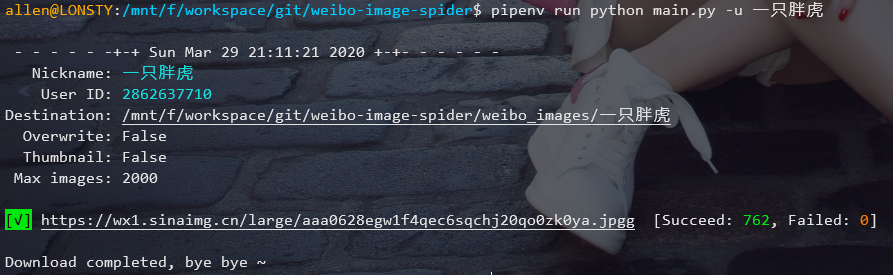 allen@LONSTY:/mnt/f/workspace/git/weibo-image-spider$ pipenv run python main.py -u 一只胖虎
- - - - - -+-+ Sun Mar 29 21:11:21 2020 +-+- - - - - -
Nickname: 一只胖虎
User ID: 2862637710
Destination: /mnt/f/workspace/git/weibo-image-spider/weibo_images/一只胖虎
Overwrite: False
Thumbnail: False
Max images: 2000
[√] https://wx1.sinaimg.cn/large/aaa0628egw1f4qec6sqchj20qo0zk0ya.jpgg [Succeed: 762, Failed: 0]
Download completed, bye bye ~